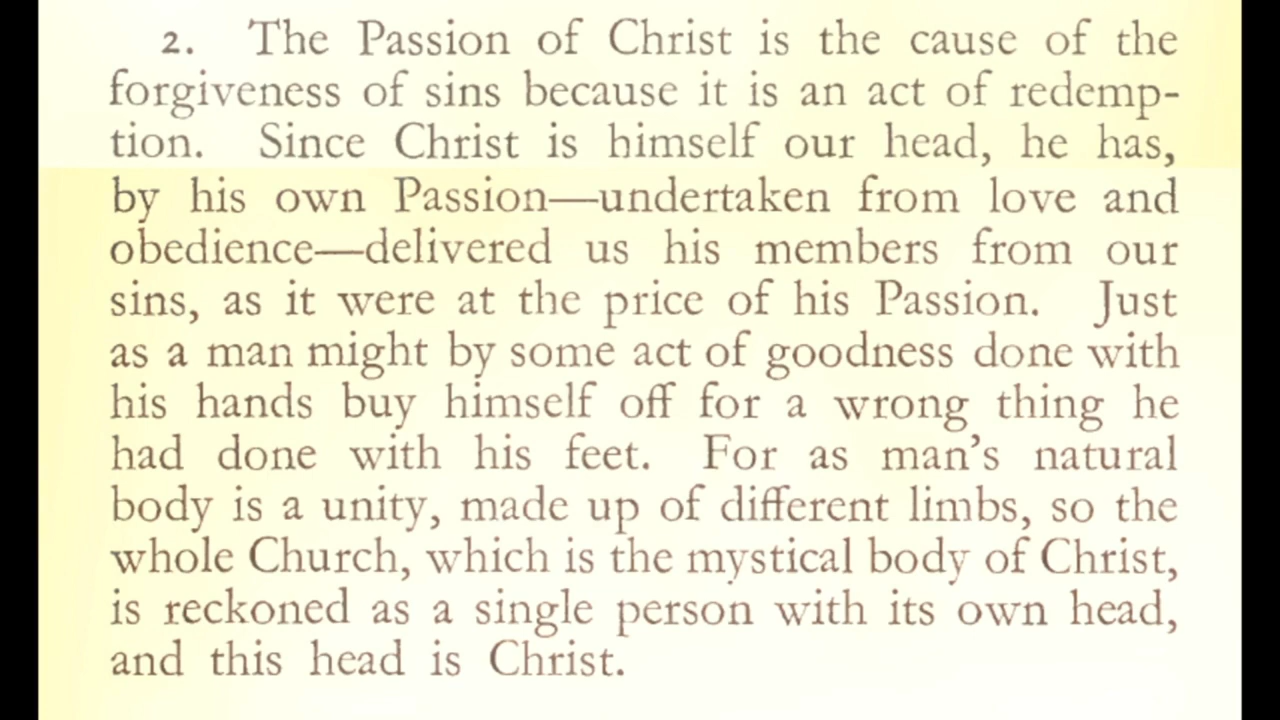 2. The Passion of Christ is the cause of the
forgiveness of sins because it is an act of redemp-
tion. Since Christ is himself our head, he has,
by his own Passion—undertaken from love and
obedience—delivered us his members from our
sins, as it were at the price of his Passion. Just
as a man might by some act of goodness done with
his hands buy himself off for a wrong thing he
had done with his feet. For as man's natural
body is a unity, made up of different limbs, so the
whole Church, which is the mystical body of Christ,
is reckoned as a single person with its own head,
and this head is Christ.